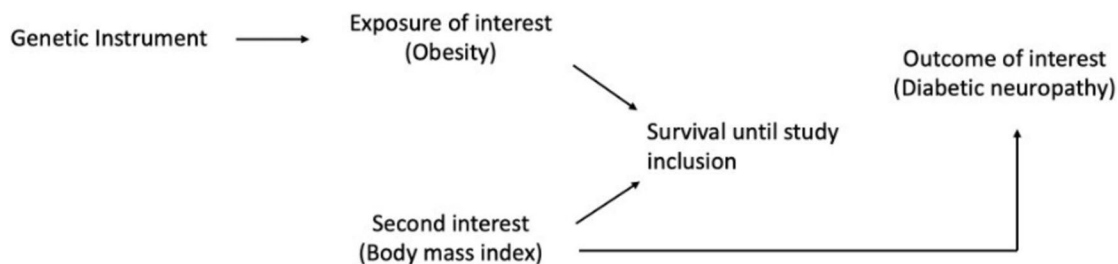 Genetic Instrument
Exposure of interest
(Obesity)
Outcome of interest
(Diabetic neuropathy)
Survival until study
inclusion
Second interest
(Body mass index)